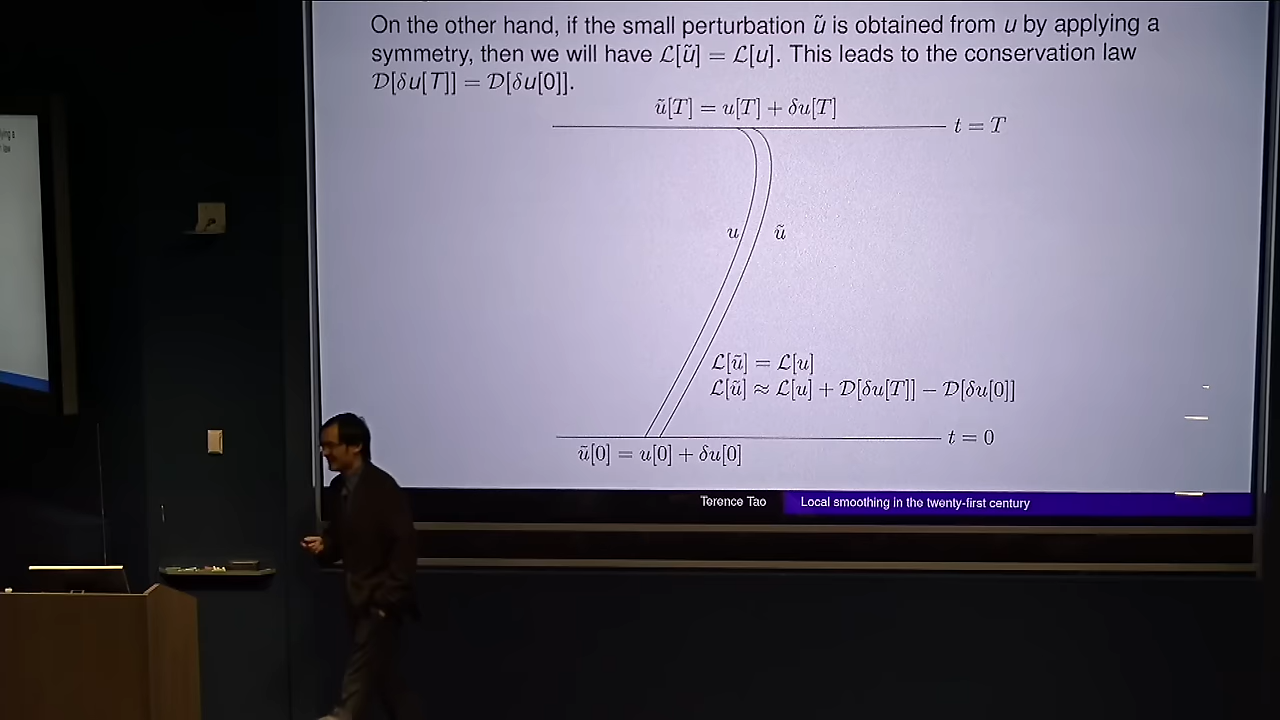 On the other hand, if the small perturbation ũ is obtained from u by applying a
symmetry, then we will have ℒ[ũ] = ℒ[u]. This leads to the conservation law
𝒟[δu[T]] = 𝒟[δu[0]].
ũ[T] = u[T] + δu[T]
t = T
u
ũ
ℒ[ũ] = ℒ[u]
ℒ[ũ] ≈ ℒ[u] + 𝒟[δu[T]] − 𝒟[δu[0]]
t = 0
ũ[0] = u[0] + δu[0]
Terence Tao Local smoothing in the twenty-first century